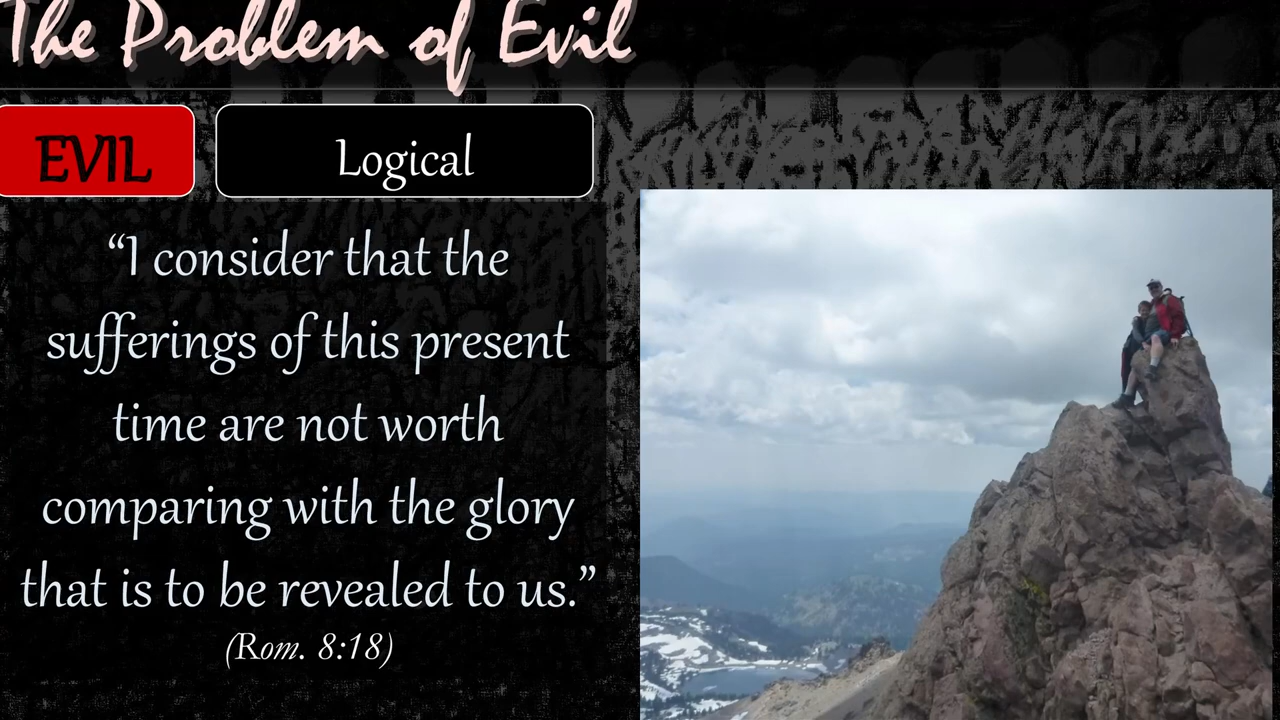 The Problem of Evil
EVIL
Logical
“I consider that the
sufferings of this present
time are not worth
comparing with the glory
that is to be revealed to us.”
(Rom. 8:18)